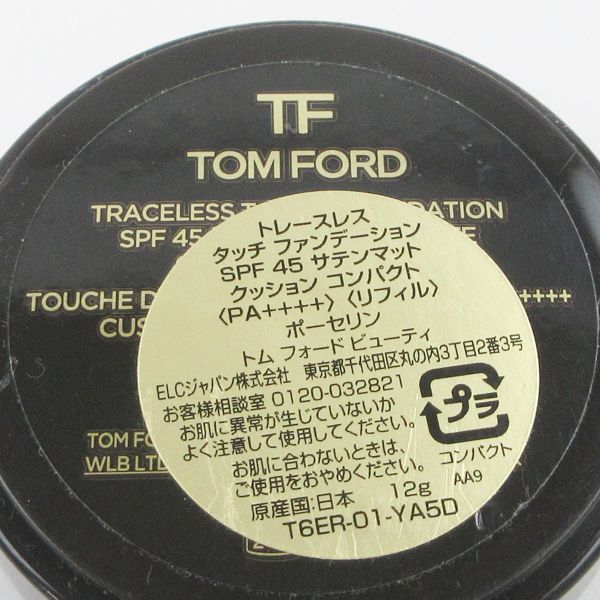 TF
TOM FORD
TRACELESS
SPF 45
TOUCHE
++++
TOM
WLB LTD
トレースレス
タッチ ファンデーション
SPF 45 サテンマット
クッション コンパクト
〈PA++++〉〈リフィル〉
ポーセリン
トム フォード ビューティ
ELCジャパン株式会社 東京都千代田区丸の内3丁目2番3号
お客様相談室 0120-032821
お肌に異常が生じていないか
よく注意して使用してください。
お肌に合わないときは、
ご使用をおやめください。
原産国:日本 12g
T6ER-01-YA5D
プラ
コンパクト
AA9